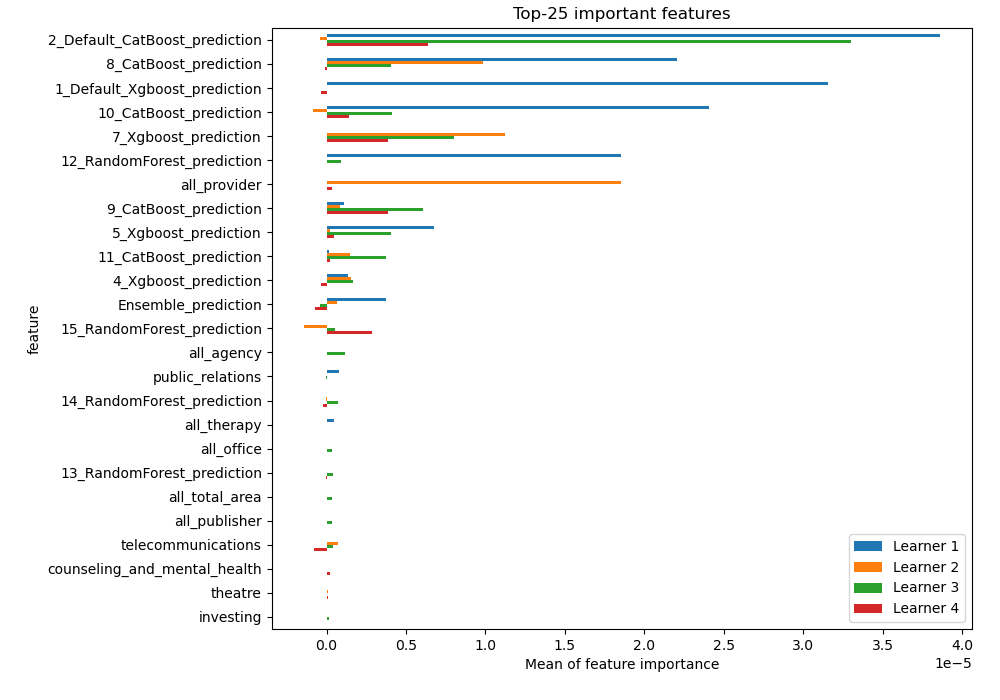 Top-25 important features
2_Default_CatBoost_prediction
8_CatBoost_prediction
1_Default_Xgboost_prediction
10_CatBoost_prediction
7_Xgboost_prediction
12_RandomForest_prediction
all_provider
9_CatBoost_prediction
5_Xgboost_prediction
11_CatBoost_prediction
4_Xgboost_prediction
Ensemble_prediction
15_RandomForest_prediction
all_agency
public_relations
14_RandomForest_prediction
all_therapy
all_office
13_RandomForest_prediction
all_total_area
all_publisher
telecommunications
counseling_and_mental_health
theatre
investing
feature
Learner 1
Learner 2
Learner 3
Learner 4
0.0 0.5 1.0 1.5 2.0 2.5 3.0 3.5 4.0
1e−5
Mean of feature importance